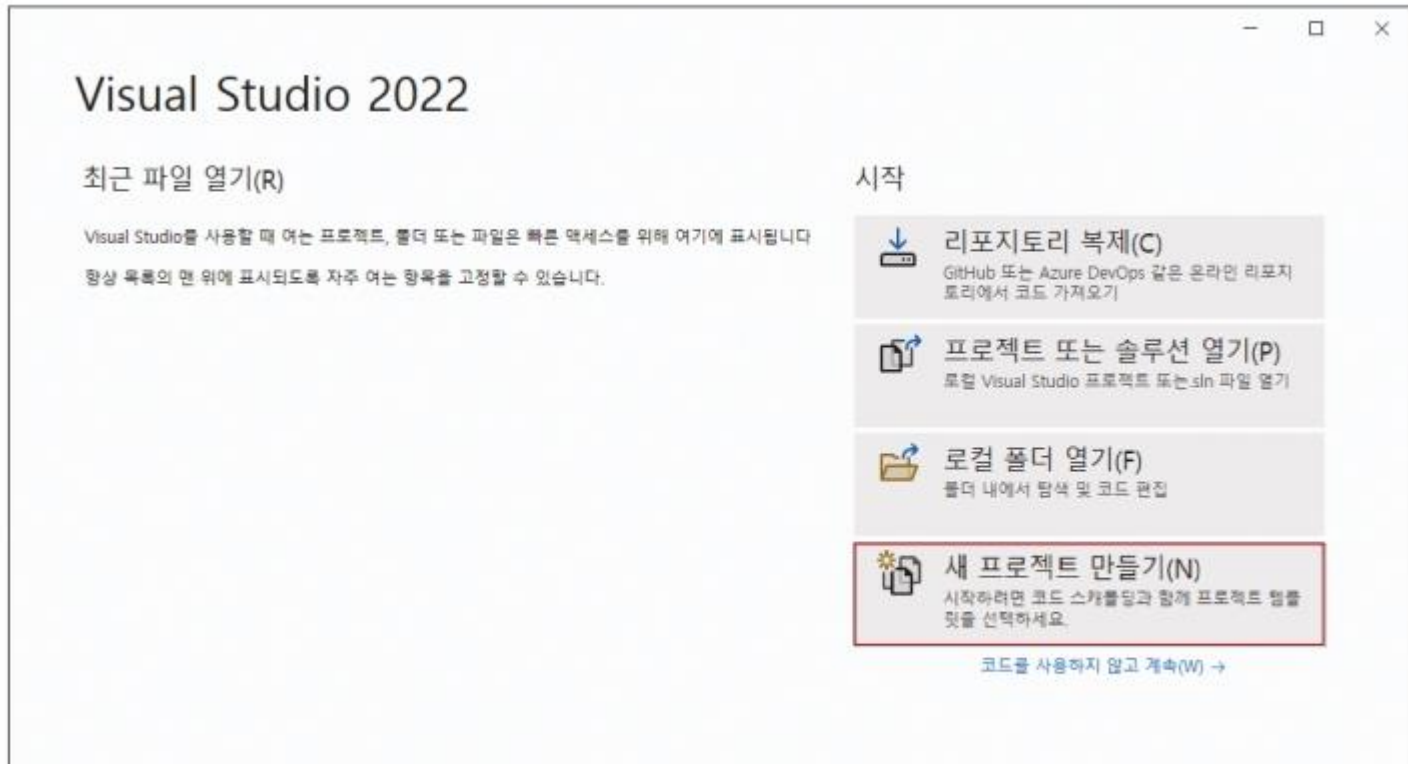 Visual Studio 2022
최근 파일 열기(R)
Visual Studio를 사용할 때 여는 프로젝트, 폴더 또는 파일은 빠른 액세스를 위해 여기에 표시됩니다
항상 목록의 맨 위에 표시되도록 자주 여는 항목을 고정할 수 있습니다.
시작
리포지토리 복제(C)
GitHub 또는 Azure DevOps 같은 온라인 리포지
토리에서 코드 가져오기
프로젝트 또는 솔루션 열기(P)
로컬 Visual Studio 프로젝트 또는.sln 파일 열기
로컬 폴더 열기(F)
폴더 내에서 탐색 및 코드 편집
새 프로젝트 만들기(N)
시작하려면 코드 스캐폴딩과 함께 프로젝트 템플
릿을 선택하세요.
코드를 사용하지 않고 계속(W) →